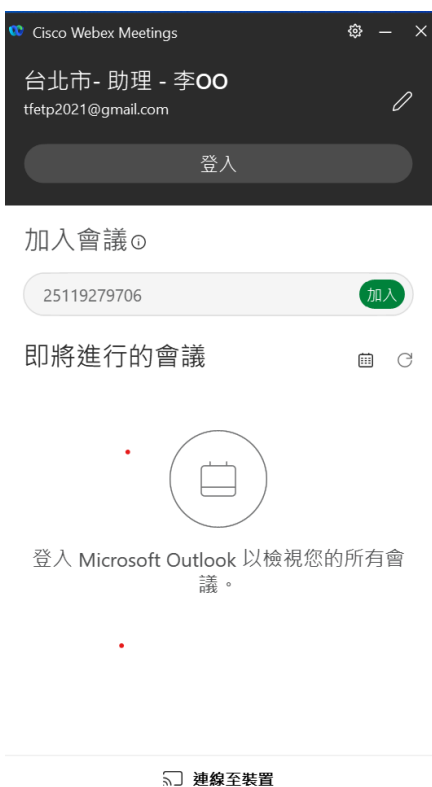 Cisco Webex Meetings
台北市- 助理 - 李OO
tfetp2021@gmail.com
登入
加入會議
25119279706
加入
即將進行的會議
登入 Microsoft Outlook 以檢視您的所有會
議。
連線至裝置